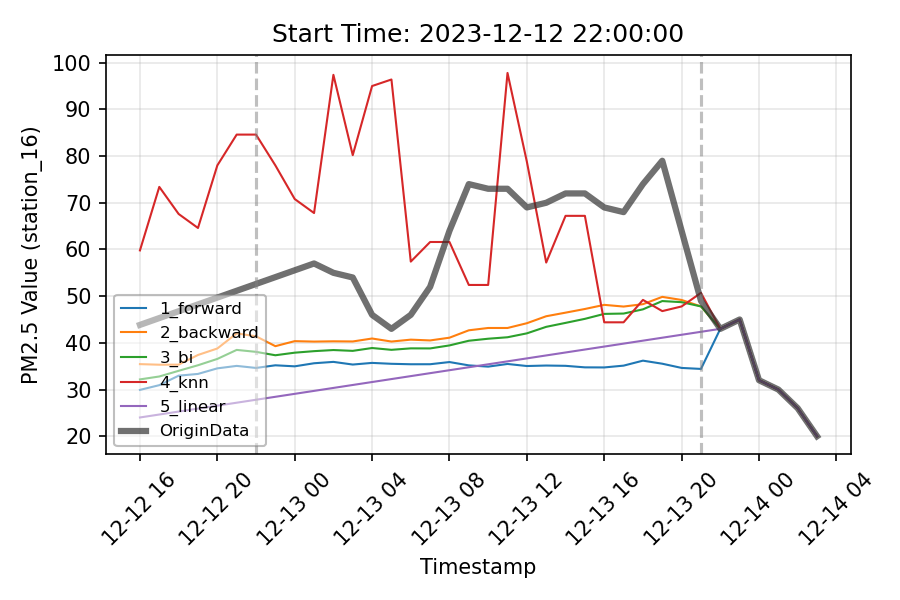 Start Time: 2023-12-12 22:00:00
PM2.5 Value (station_16)
100
90
80
70
60
50
40
30
20
1_forward
2_backward
3_bi
4_knn
5_linear
OriginData
12-12 16
12-12 20
12-13 00
12-13 04
12-13 08
12-13 12
12-13 16
12-13 20
12-14 00
12-14 04
Timestamp